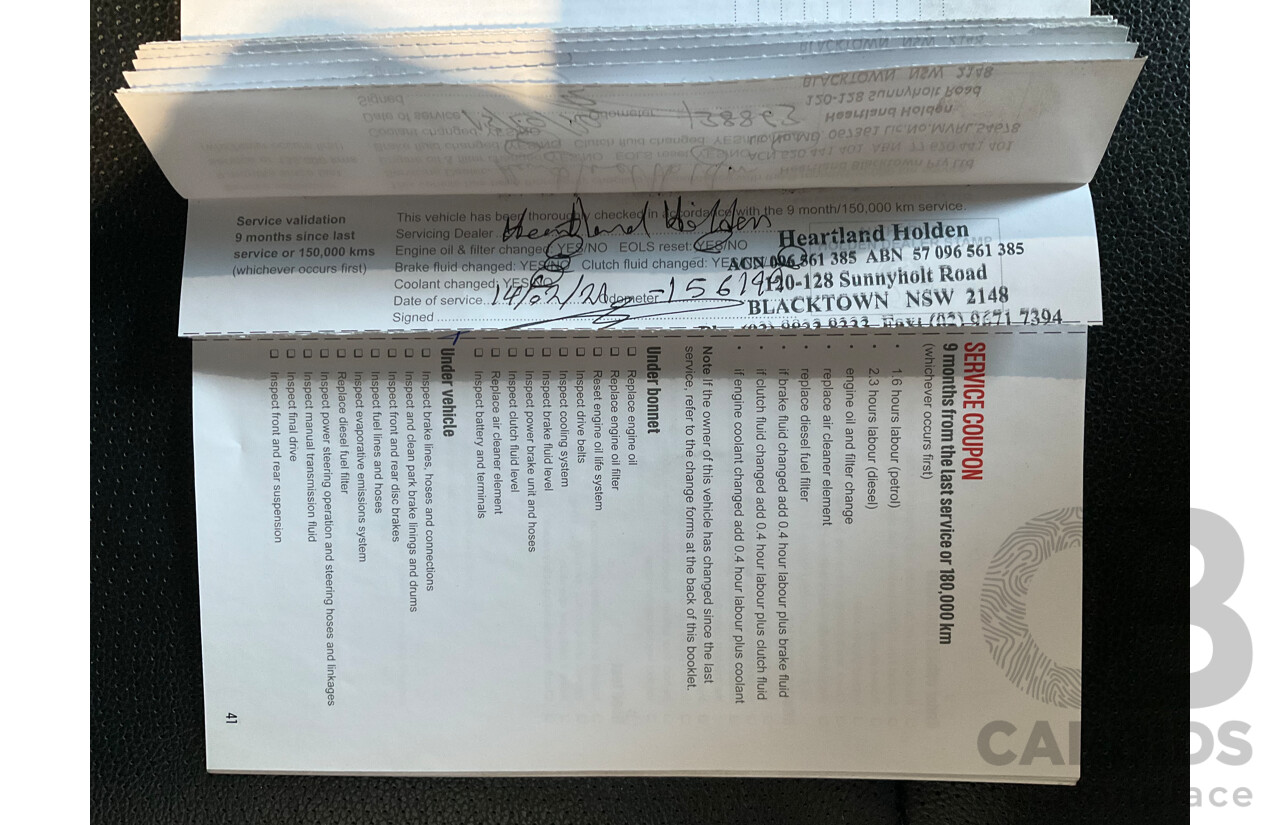 Service validation
9 months since last
service or 150,000 kms
(whichever occurs first)
This vehicle has been thoroughly checked in accordance with the 9 month/150,000 km service.
Servicing Dealer Heartland Holden
Engine oil & filter changed YES/NO EOLS reset: YES/NO
Brake fluid changed: YES/NO Clutch fluid changed:
Coolant changed: YES/NO
Date of service 14/02/20 Odometer
Signed
Heartland Holden
ACN 096 561 385 ABN 57 096 561 385
120-128 Sunnyholt Road
BLACKTOWN NSW 2148
9671 7394
SERVICE COUPON
9 months from the last service or 180,000 km
(whichever occurs first)
• 1.6 hours labour (petrol)
• 2.3 hours labour (diesel)
• engine oil and filter change
• replace air cleaner element
• replace diesel fuel filter
• if brake fluid changed add 0.4 hour labour plus brake fluid
• if clutch fluid changed add 0.4 hour labour plus clutch fluid
• if engine coolant changed add 0.4 hour labour plus coolant
Note If the owner of this vehicle has changed since the last
service, refer to the change forms at the back of this booklet.
Under bonnet
❑ Replace engine oil
❑ Replace engine oil filter
❑ Reset engine oil life system
❑ Inspect drive belts
❑ Inspect cooling system
❑ Inspect brake fluid level
❑ Inspect power brake unit and hoses
❑ Inspect clutch fluid level
❑ Replace air cleaner element
❑ Inspect battery and terminals
Under vehicle
❑ Inspect brake lines, hoses and connections
❑ Inspect and clean park brake linings and drums
❑ Inspect front and rear disc brakes
❑ Inspect fuel lines and hoses
❑ Inspect evaporative emissions system
❑ Replace diesel fuel filter
❑ Inspect power steering operation and steering hoses and linkages
❑ Inspect manual transmission fluid
❑ Inspect final drive
❑ Inspect front and rear suspension
41